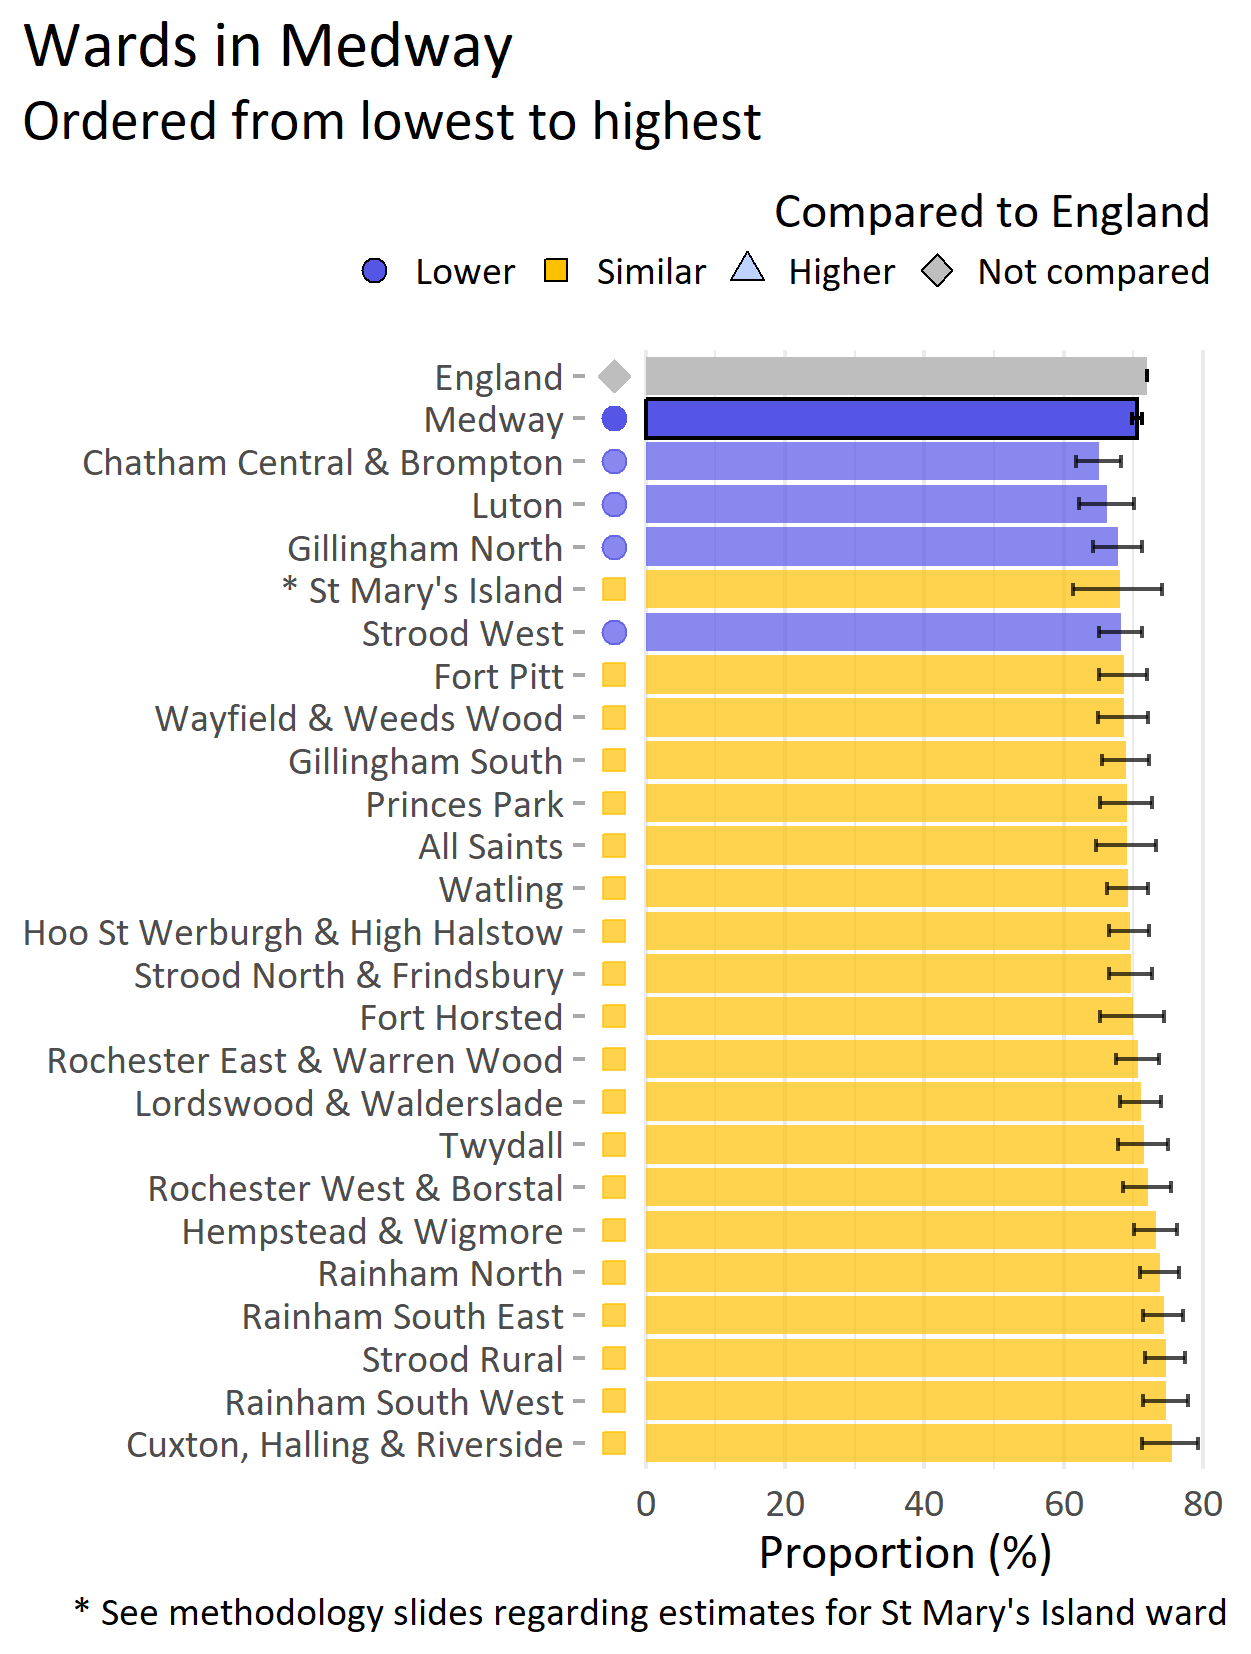 Wards in Medway
Ordered from lowest to highest
Compared to England
Lower Similar Higher Not compared
England
Medway
Chatham Central & Brompton
Luton
Gillingham North
* St Mary's Island
Strood West
Fort Pitt
Wayfield & Weeds Wood
Gillingham South
Princes Park
All Saints
Watling
Hoo St Werburgh & High Halstow
Strood North & Frindsbury
Fort Horsted
Rochester East & Warren Wood
Lordswood & Walderslade
Twydall
Rochester West & Borstal
Hempstead & Wigmore
Rainham North
Rainham South East
Strood Rural
Rainham South West
Cuxton, Halling & Riverside
0 20 40 60 80
Proportion (%)
* See methodology slides regarding estimates for St Mary's Island ward